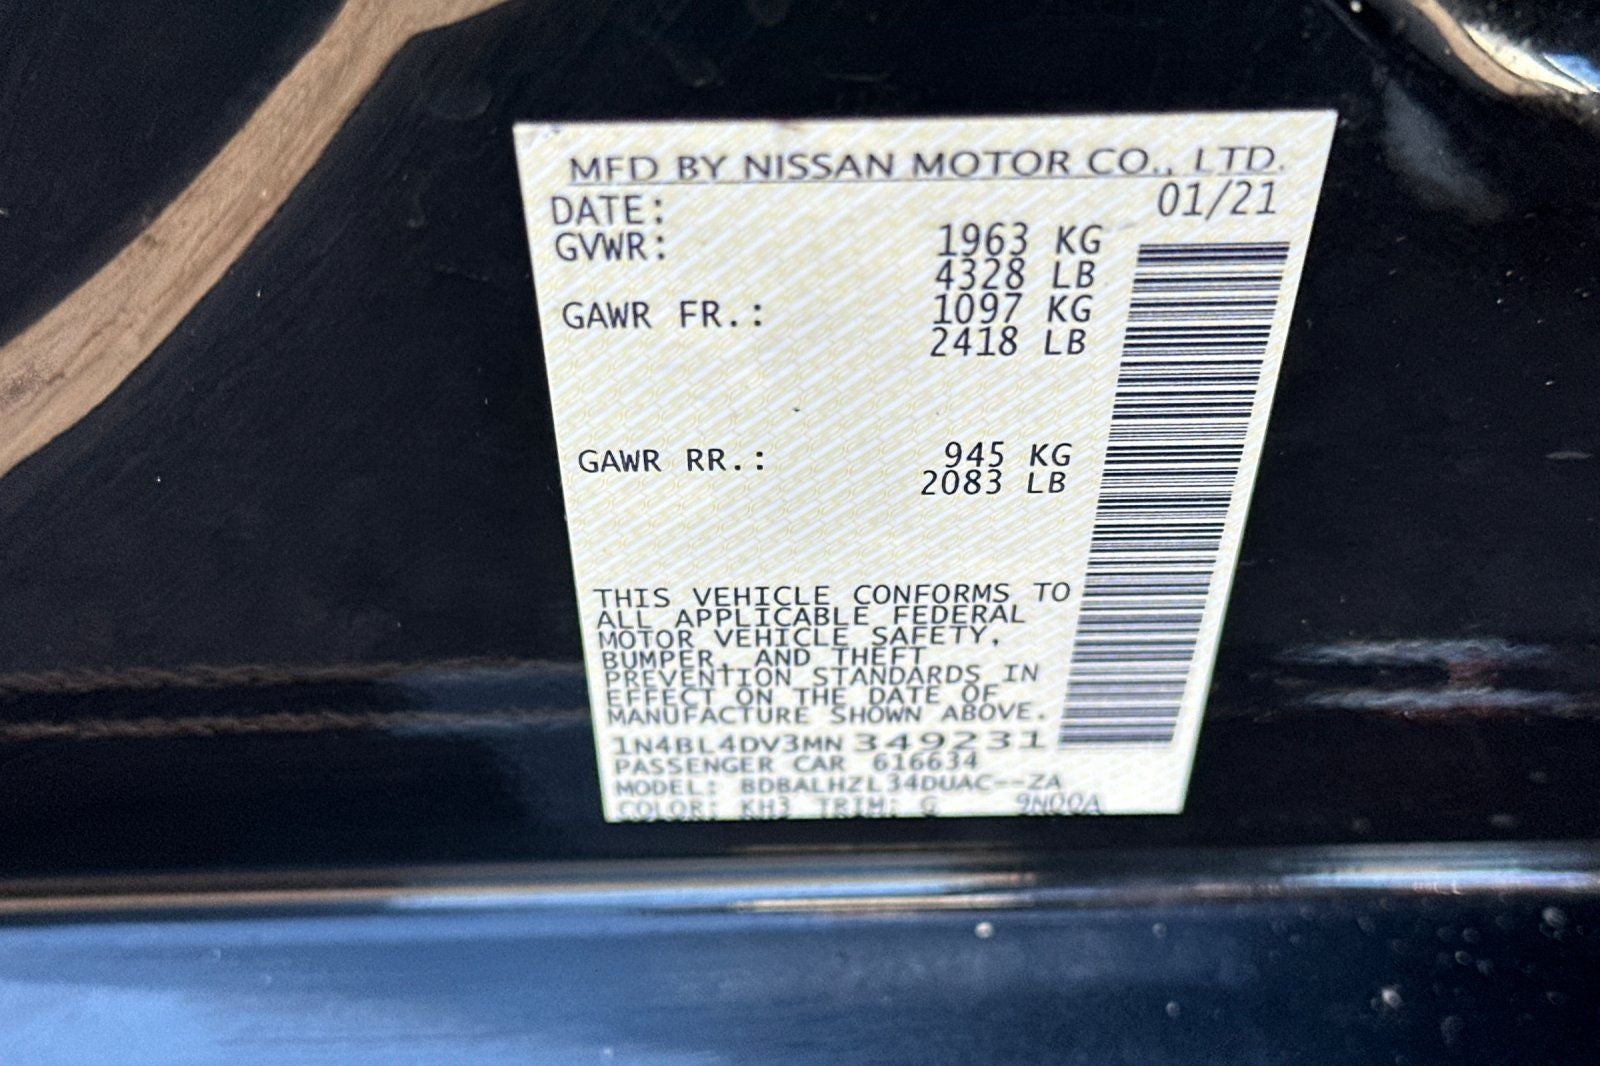 MFD BY NISSAN MOTOR CO., LTD.
DATE: 01/21
GVWR: 1963 KG
4328 LB
GAWR FR.: 1097 KG
2418 LB
GAWR RR.: 945 KG
2083 LB
THIS VEHICLE CONFORMS TO
ALL APPLICABLE FEDERAL
MOTOR VEHICLE SAFETY,
BUMPER, AND THEFT
PREVENTION STANDARDS IN
EFFECT ON THE DATE OF
MANUFACTURE SHOWN ABOVE.
1N4BL4DV3MN349231
PASSENGER CAR 616634
MODEL: BDBALHZL34DUAC--ZA
COLOR: KH3 TRIM: G 9N00A